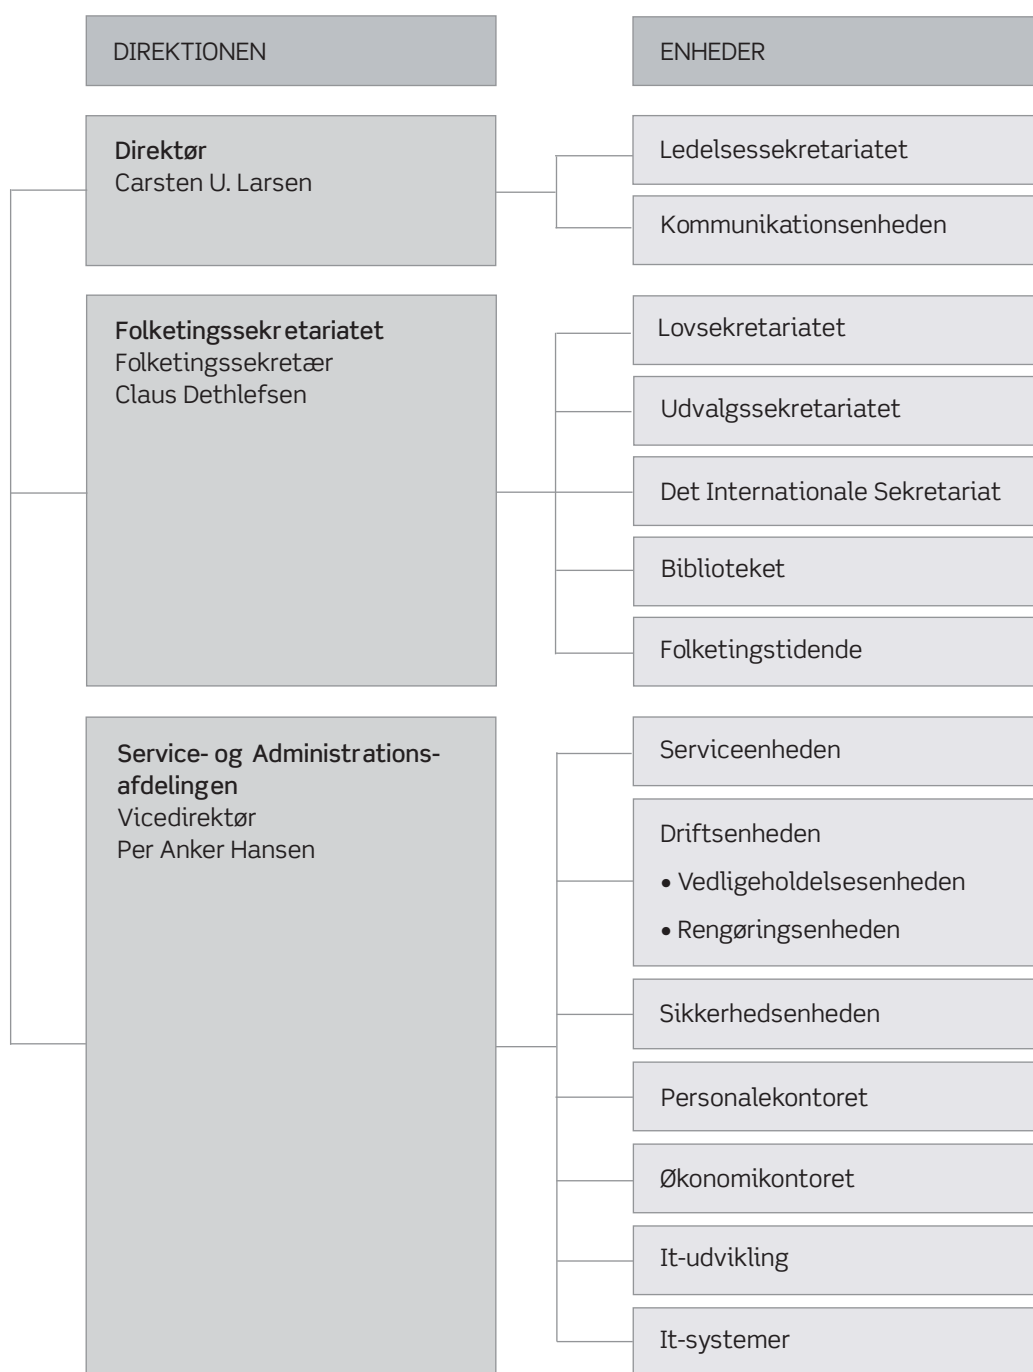 DIREKTIONEN
ENHEDER
Direktør
Carsten U. Larsen
Ledelsessekretariatet
Kommunikationsenheden
Folketingssekretariatet
Folketingssekretær
Claus Dethlefsen
Lovsekretariatet
Udvalgssekretariatet
Det Internationale Sekretariat
Biblioteket
Folketingstidende
Service- og Administrations-
afdelingen
Vicedirektør
Per Anker Hansen
Serviceenheden
Driftsenheden
• Vedligeholdelsesenheden
• Rengøringsenheden
Sikkerhedsenheden
Personalekontoret
Økonomikontoret
It-udvikling
It-systemer